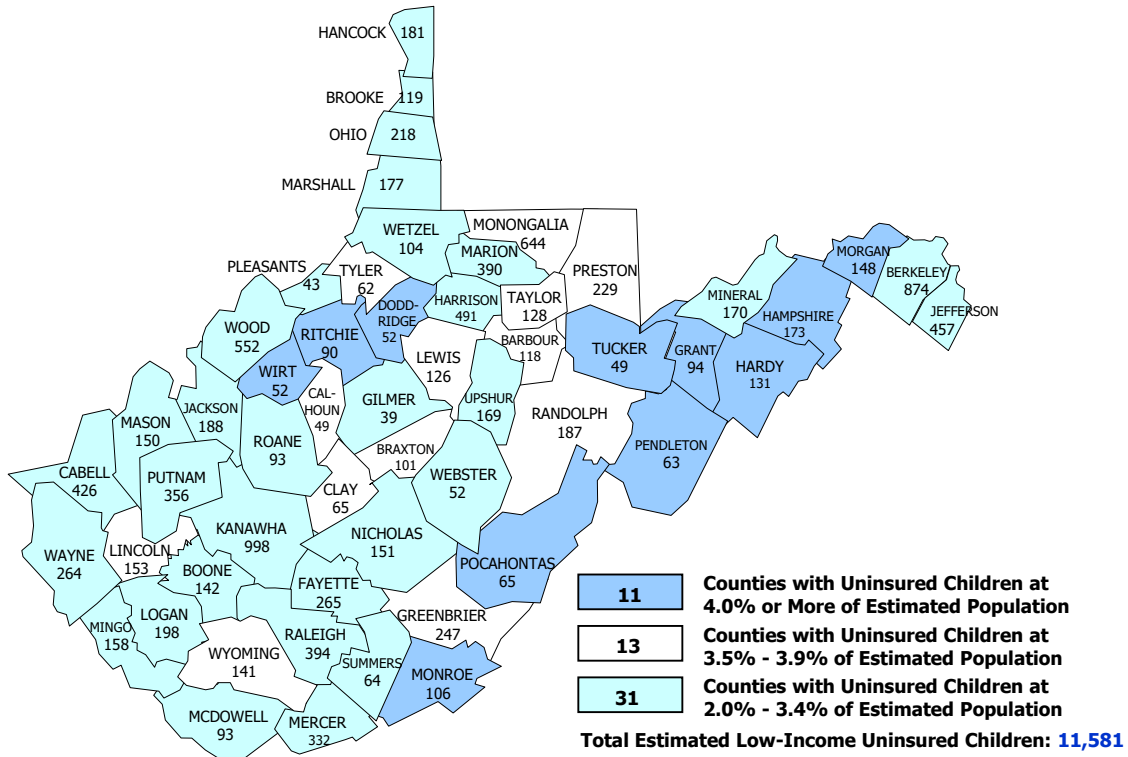 HANCOCK 181
BROOKE 119
OHIO 218
MARSHALL 177
WETZEL
104
MONONGALIA
644
MARION
390
PRESTON
229
PLEASANTS
43
TYLER
62
DODD-
RIDGE
52
HARRISON
491
TAYLOR
128
MORGAN
148
BERKELEY
874
JEFFERSON
457
MINERAL
170
HAMPSHIRE
173
WOOD
552
RITCHIE
90
WIRT
52
LEWIS
126
BARBOUR
118
TUCKER
49
GRANT
94
HARDY
131
CAL-
HOUN
49
GILMER
39
UPSHUR
169
RANDOLPH
187
PENDLETON
63
MASON
150
JACKSON
188
ROANE
93
BRAXTON
101
WEBSTER
52
CABELL
426
PUTNAM
356
CLAY
65
KANAWHA
998
NICHOLAS
151
POCAHONTAS
65
WAYNE
264
LINCOLN
153
BOONE
142
FAYETTE
265
GREENBRIER
247
MINGO
158
LOGAN
198
WYOMING
141
RALEIGH
394
SUMMERS
64
MONROE
106
MCDOWELL
93
MERCER
332
11 Counties with Uninsured Children at
4.0% or More of Estimated Population
13 Counties with Uninsured Children at
3.5% - 3.9% of Estimated Population
31 Counties with Uninsured Children at
2.0% - 3.4% of Estimated Population
Total Estimated Low-Income Uninsured Children: 11,581